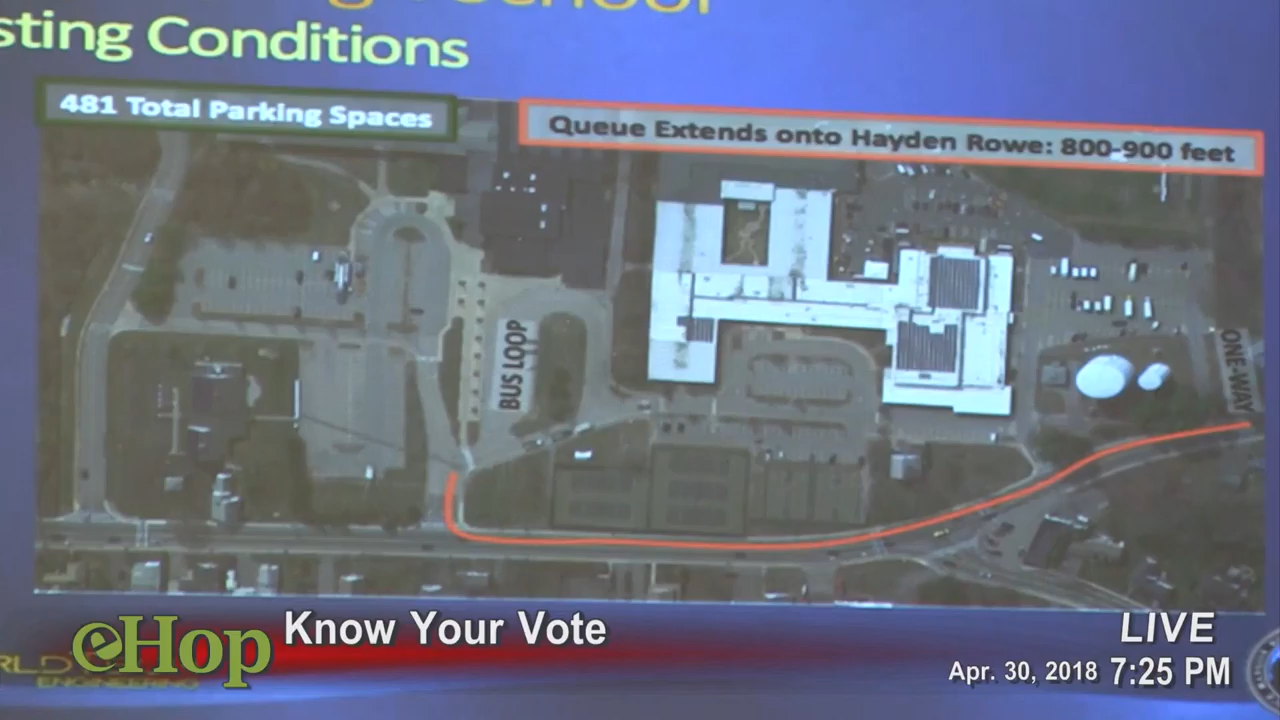 sting Conditions
481 Total Parking Spaces
Queue Extends onto Hayden Rowe: 800-900 feet
BUS LOOP
ONE-WAY
eHop
Know Your Vote
LIVE
Apr. 30, 2018 7:25 PM
ENGINEERING